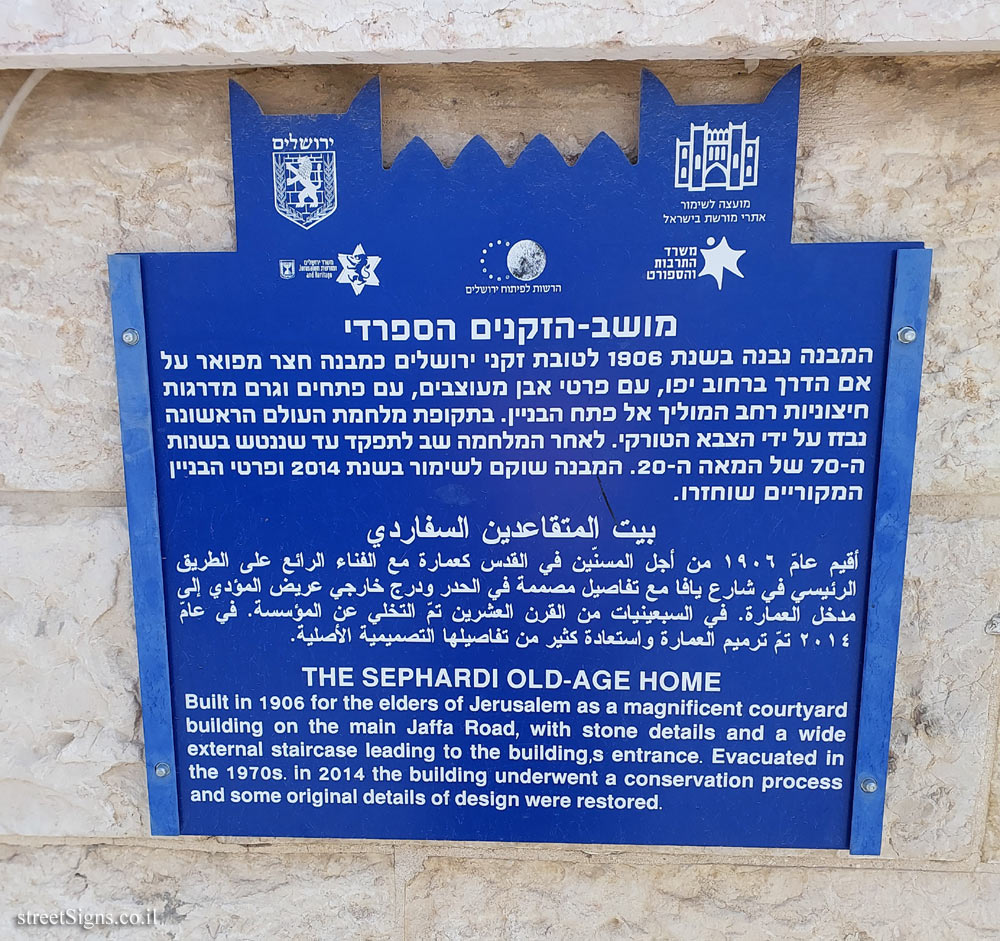 ירושלים
מועצה לשימור
אתרי מורשת בישראל
משרד ירושלים
ומורשת
Jerusalem
and Heritage
הרשות לפיתוח ירושלים
משרד
התרבות
והספורט
מושב-הזקנים הספרדי
המבנה נבנה בשנת 1906 לטובת זקני ירושלים כמבנה חצר מפואר על
אם הדרך ברחוב יפו, עם פרטי אבן מעוצבים, עם פתחים וגרם מדרגות
חיצוניות רחב המוליך אל פתח הבניין. בתקופת מלחמת העולם הראשונה
נבזז על ידי הצבא הטורקי. לאחר המלחמה שב לתפקד עד שננטש בשנות
ה-70 של המאה ה-20. המבנה שוקם לשימור בשנת 2014 ופרטי הבניין
המקוריים שוחזרו.
بيت المتقاعدين السفاردي
أقيم عامّ ١٩٠٦ من أجل المسنّين في القدس كعمارة مع الفناء الرائع على الطريق
الرئيسي في شارع يافا مع تفاصيل مصممة في الحدر ودرج خارجي عريض المؤدي إلى
مدخل العمارة. في السبعينيات من القرن العشرين تمّ التخلي عن المؤسسة. في عامّ
٢٠١٤ تمّ ترميم العمارة واستعادة كثير من تفاصيلها التصميمية الأصلية.
THE SEPHARDI OLD-AGE HOME
Built in 1906 for the elders of Jerusalem as a magnificent courtyard
building on the main Jaffa Road, with stone details and a wide
external staircase leading to the building,s entrance. Evacuated in
the 1970s. in 2014 the building underwent a conservation process
and some original details of design were restored.
streetSigns.co.il